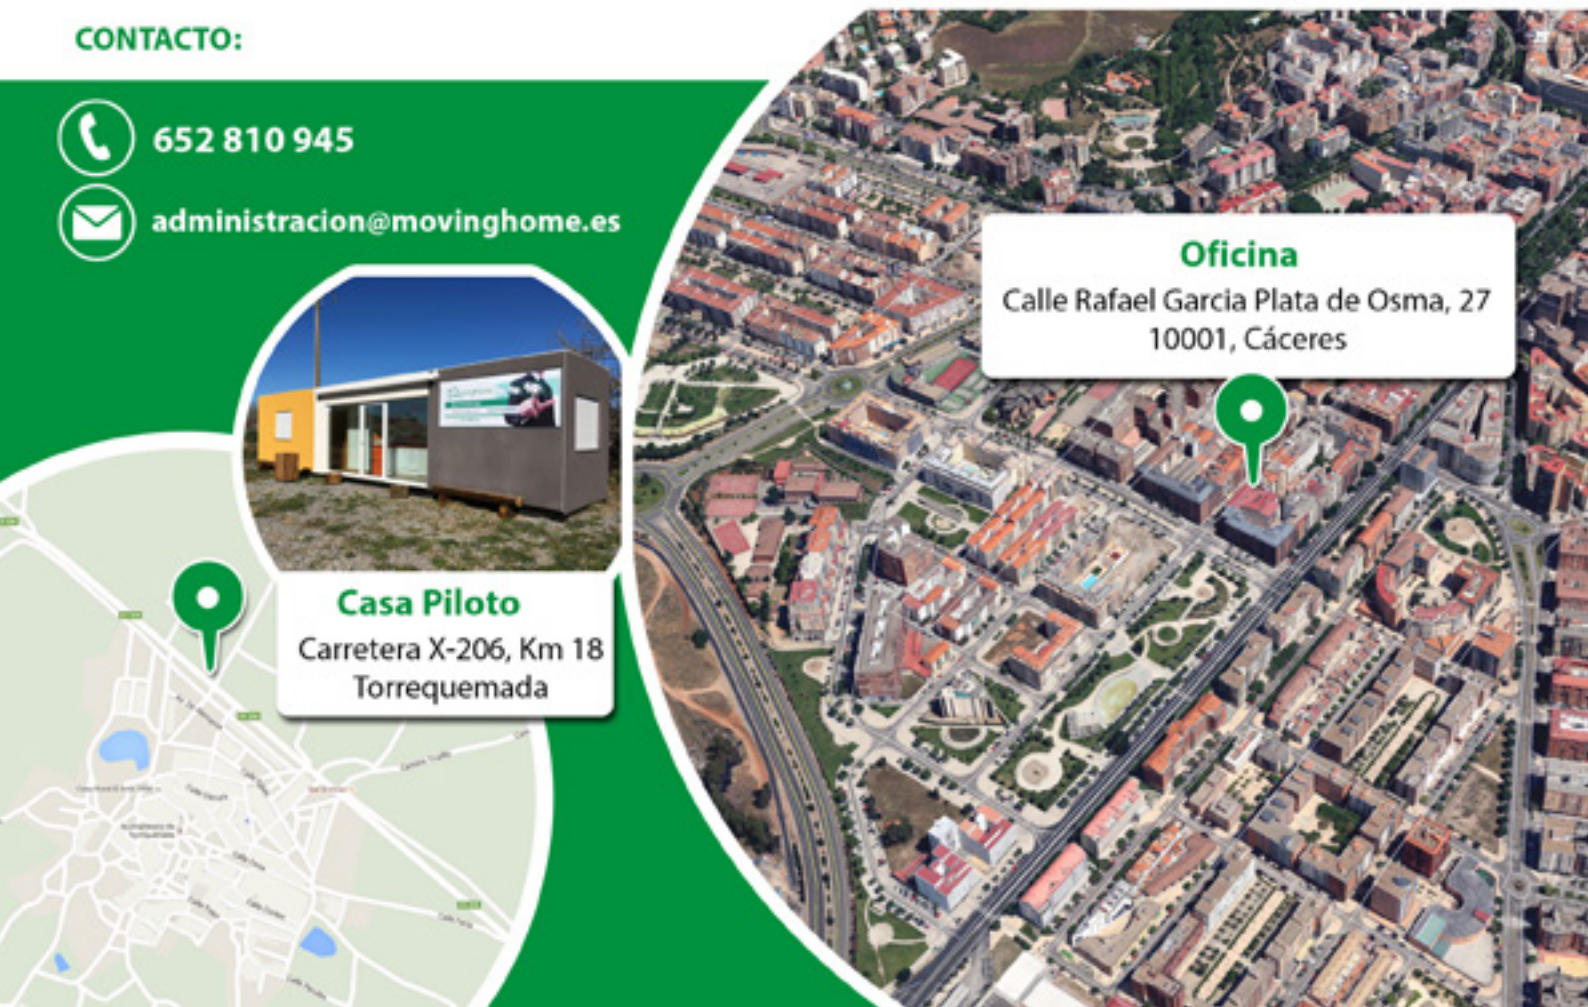 CONTACTO:
652 810 945
administracion@movinghome.es
Oficina
Calle Rafael Garcia Plata de Osma, 27
10001, Cáceres
Casa Piloto
Carretera X-206, Km 18
Torrequemada